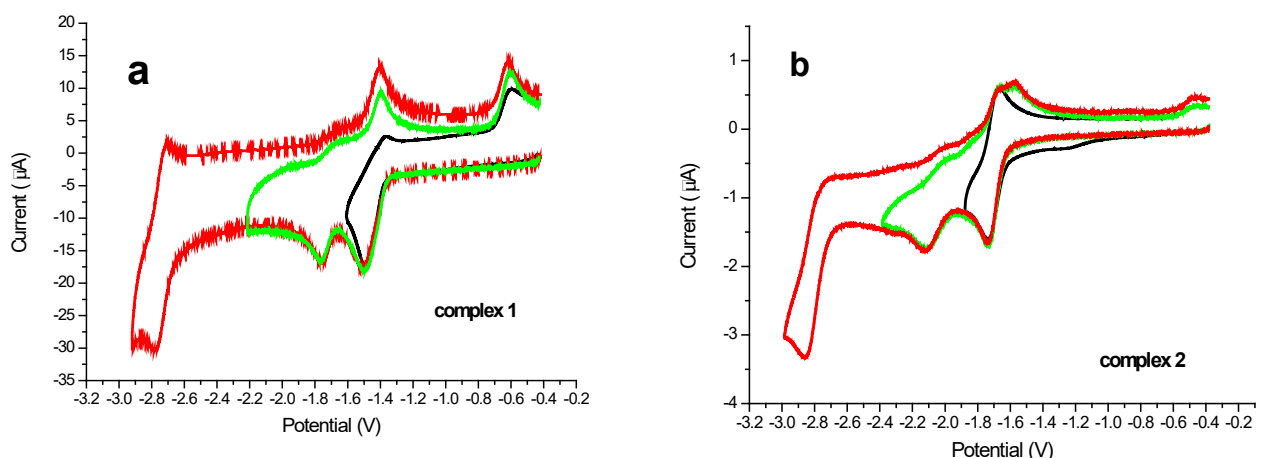 a
20
15
10
5
0
-5
-10
-15
-20
-25
-30
-35
Current ( μ̅A)
complex 1
-3.2 -3.0 -2.8 -2.6 -2.4 -2.2 -2.0 -1.8 -1.6 -1.4 -1.2 -1.0 -0.8 -0.6 -0.4 -0.2
Potential (V)
b
1
0
-1
-2
-3
-4
Current ( μ̅A)
complex 2
-3.2 -3.0 -2.8 -2.6 -2.4 -2.2 -2.0 -1.8 -1.6 -1.4 -1.2 -1.0 -0.8 -0.6 -0.4 -0.2
Potential (V)